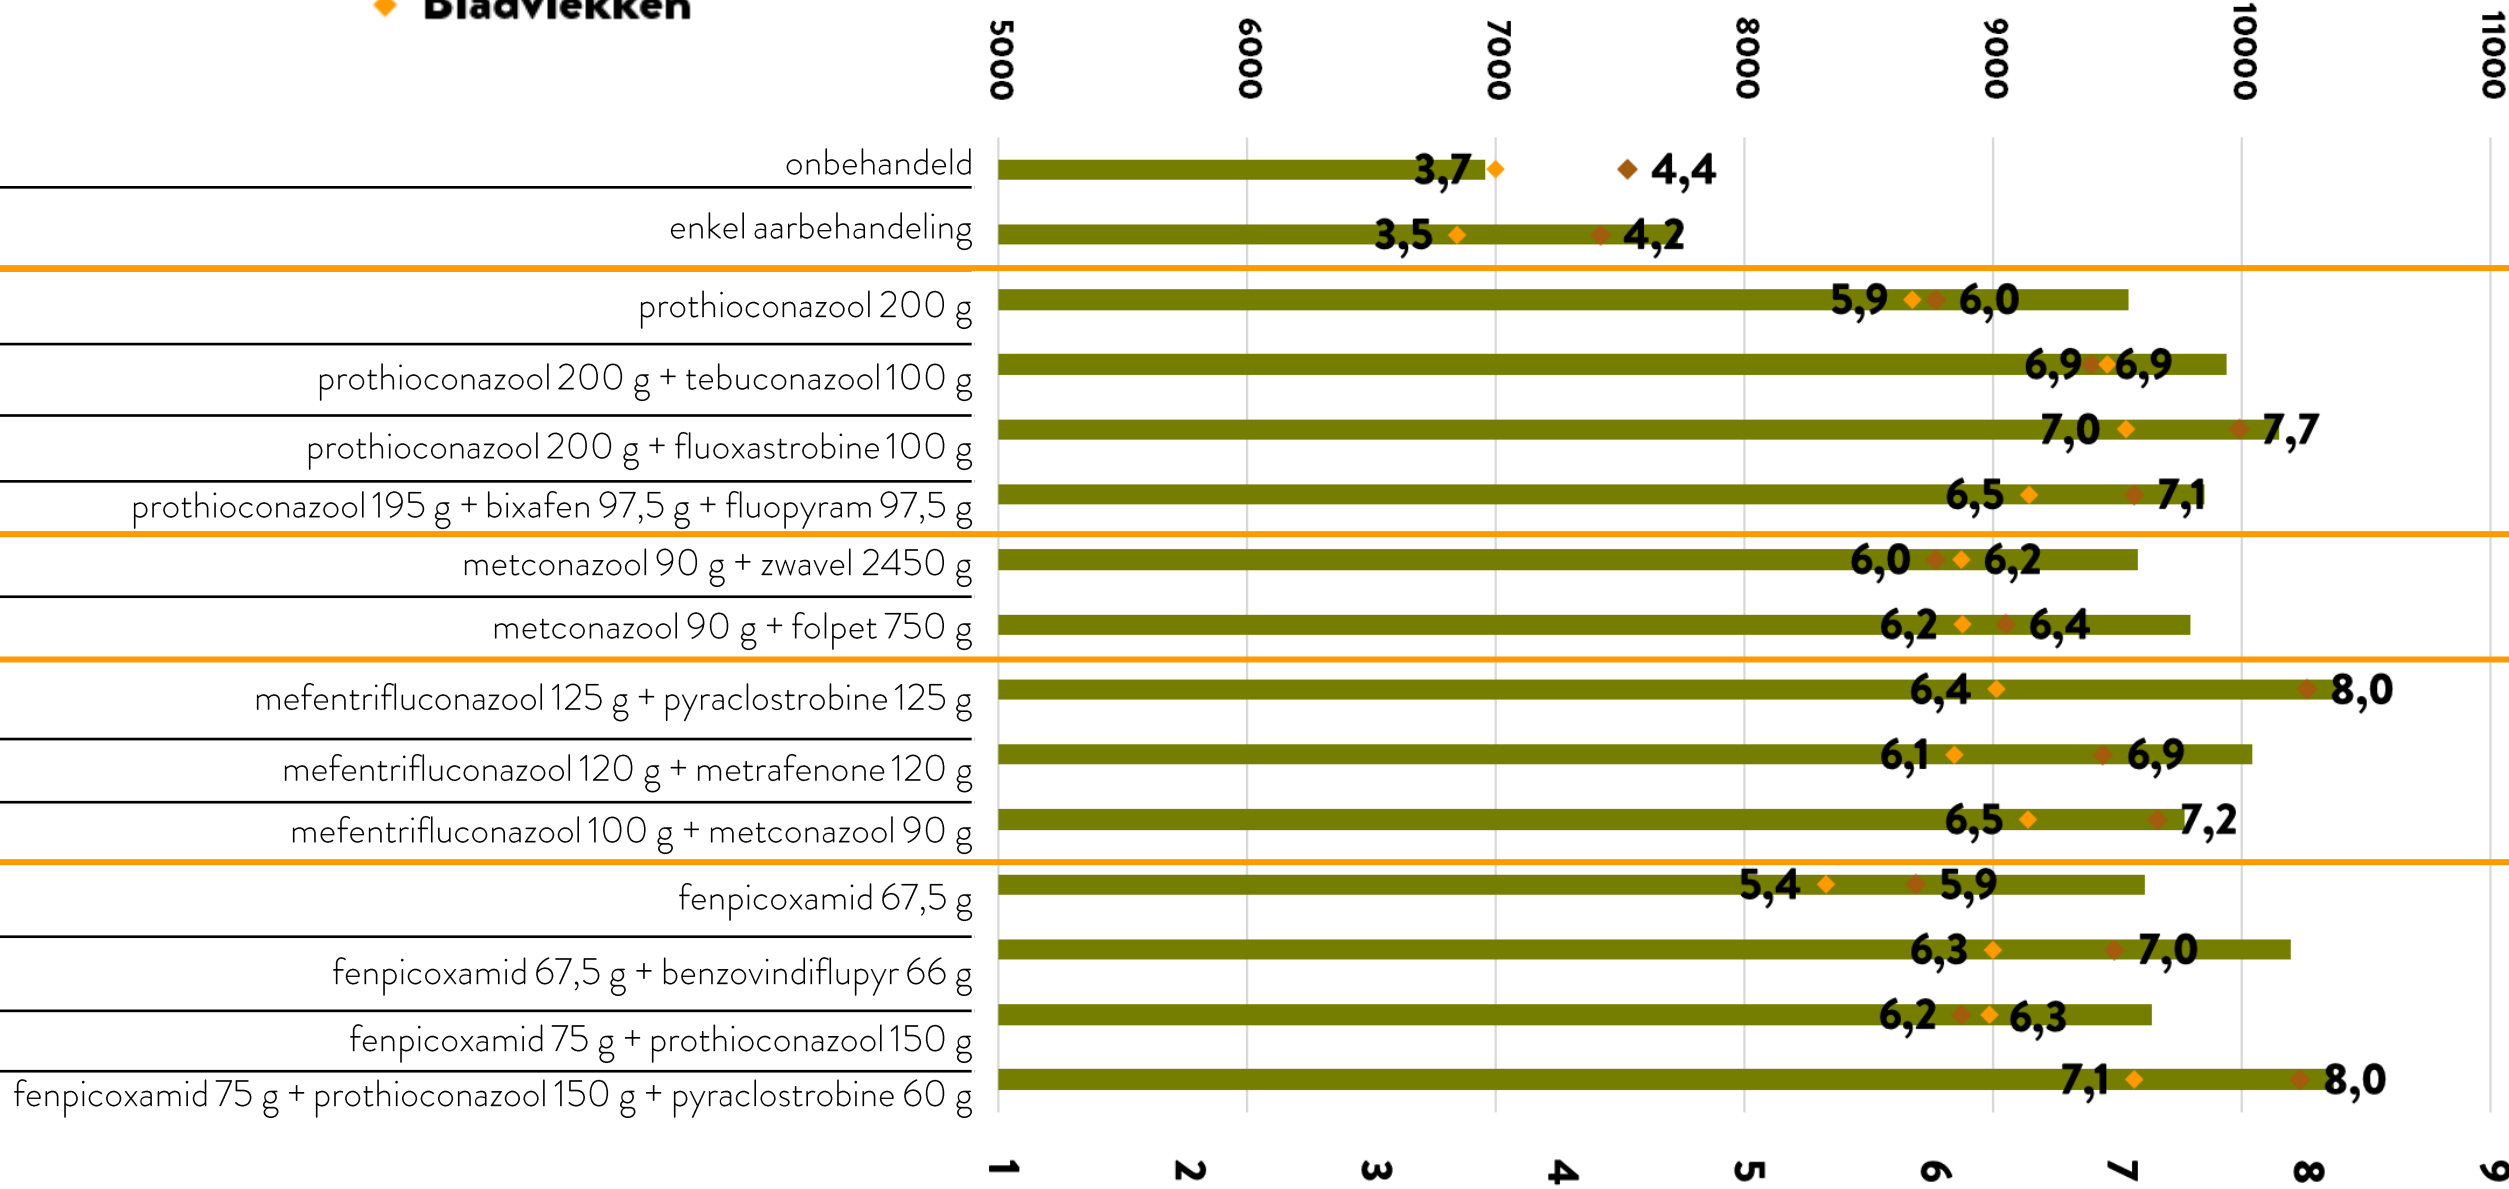 Bladvlekken
5000 6000 7000 8000 9000 10000 11000
onbehandeld 3,7 4,4
enkel aarbehandeling 3,5 4,2
prothioconazool 200 g 5,9 6,0
prothioconazool 200 g + tebuconazool 100 g 6,9 6,9
prothioconazool 200 g + fluoxastrobine 100 g 7,0 7,7
prothioconazool 195 g + bixafen 97,5 g + fluopyram 97,5 g 6,5 7,1
metconazool 90 g + zwavel 2450 g 6,0 6,2
metconazool 90 g + folpet 750 g 6,2 6,4
mefentrifluconazool 125 g + pyraclostrobine 125 g 6,4 8,0
mefentrifluconazool 120 g + metrafenone 120 g 6,1 6,9
mefentrifluconazool 100 g + metconazool 90 g 6,5 7,2
fenpicoxamid 67,5 g 5,4 5,9
fenpicoxamid 67,5 g + benzovindiflupyr 66 g 6,3 7,0
fenpicoxamid 75 g + prothioconazool 150 g 6,2 6,3
fenpicoxamid 75 g + prothioconazool 150 g + pyraclostrobine 60 g 7,1 8,0
1 2 3 4 5 6 7 8 9